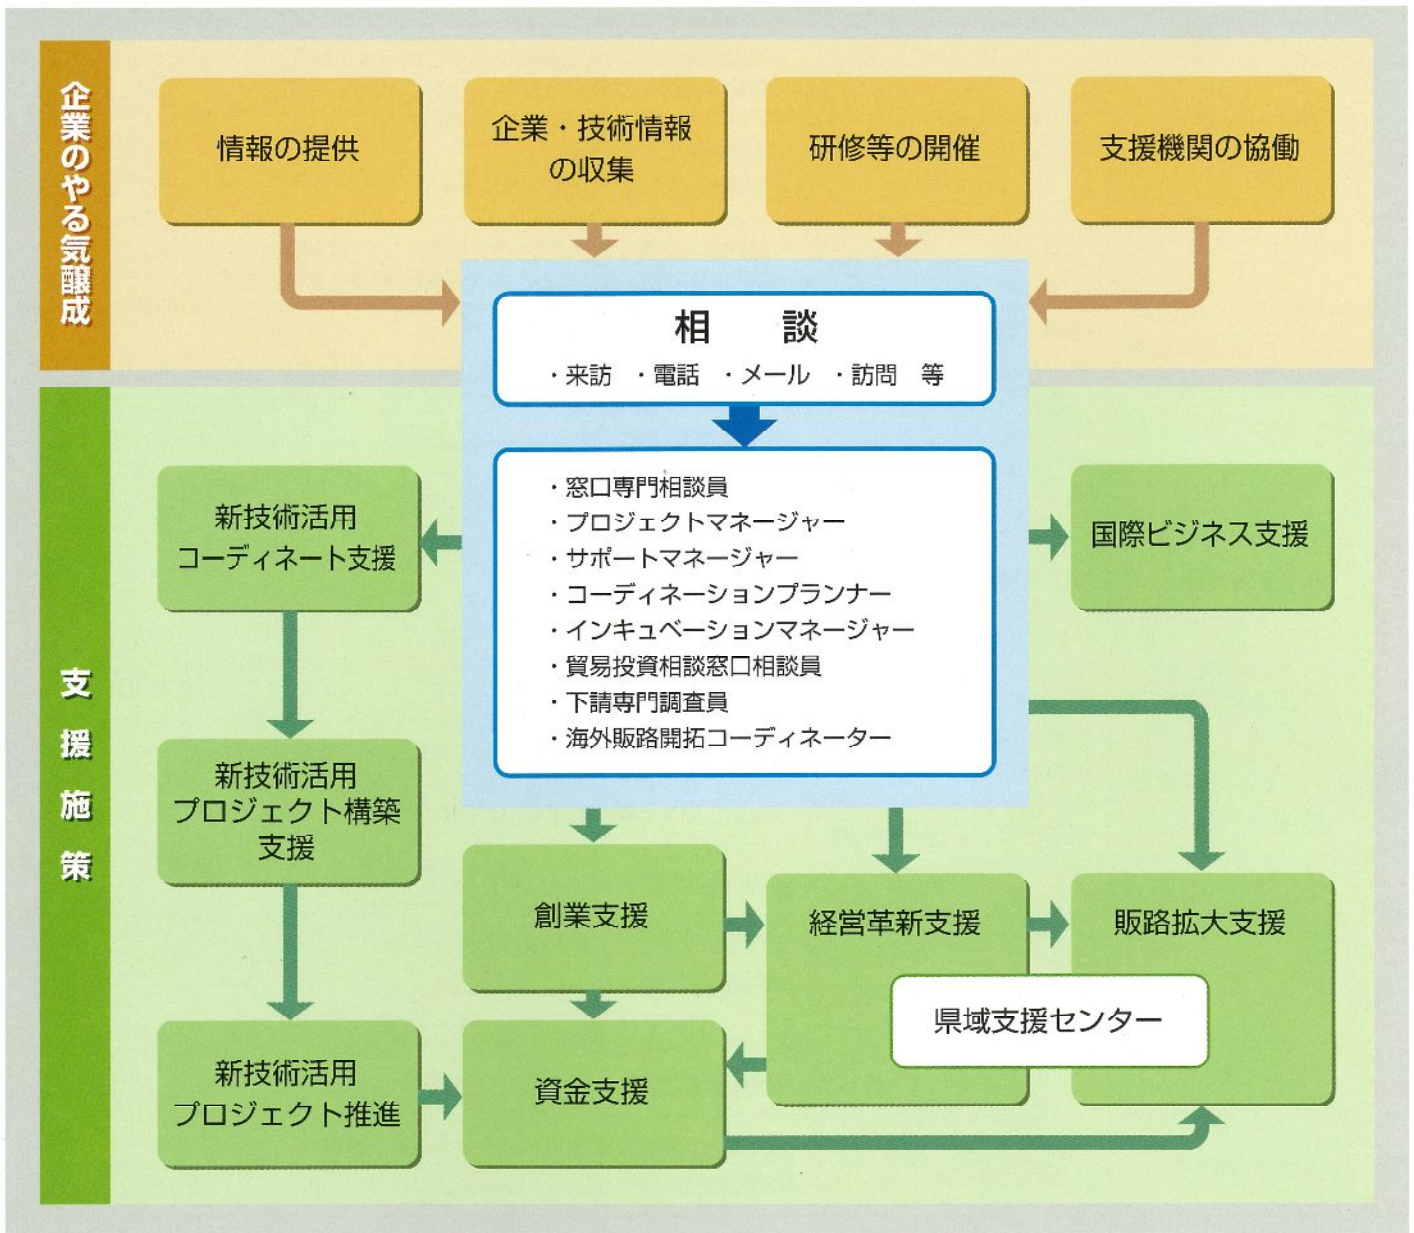 企業のやる気醸成
情報の提供
企業・技術情報
の収集
研修等の開催
支援機関の協働
相　談
・来訪　・電話　・メール　・訪問　等
支援施策
・窓口専門相談員
・プロジェクトマネージャー
・サポートマネージャー
・コーディネーションプランナー
・インキュベーションマネージャー
・貿易投資相談窓口相談員
・下請専門調査員
・海外販路開拓コーディネーター
新技術活用
コーディネート支援
国際ビジネス支援
新技術活用
プロジェクト構築
支援
創業支援
経営革新支援
販路拡大支援
県域支援センター
新技術活用
プロジェクト推進
資金支援